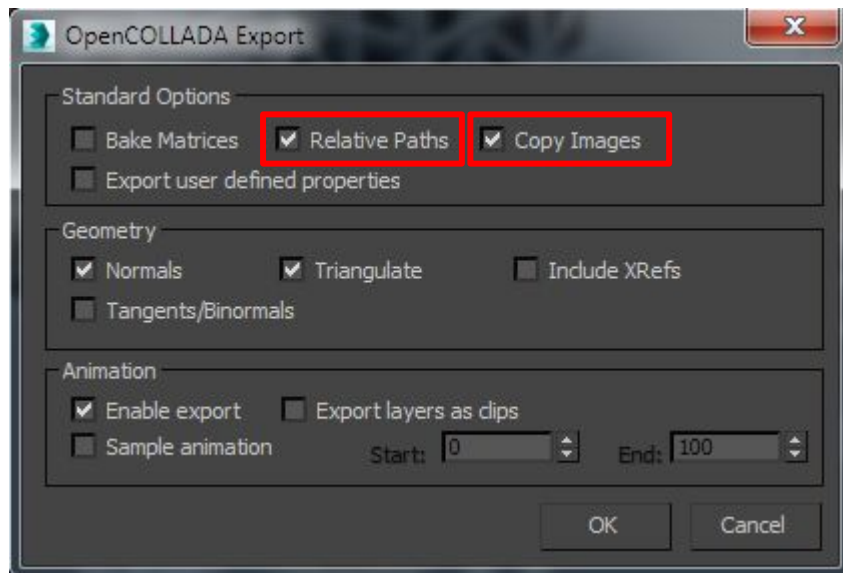 OpenCOLLADA Export
Standard Options
Bake Matrices Relative Paths Copy Images
Export user defined properties
Geometry
Normals Triangulate Include XRefs
Tangents/Binormals
Animation
Enable export Export layers as clips
Sample animation Start: 0 End: 100
OK Cancel